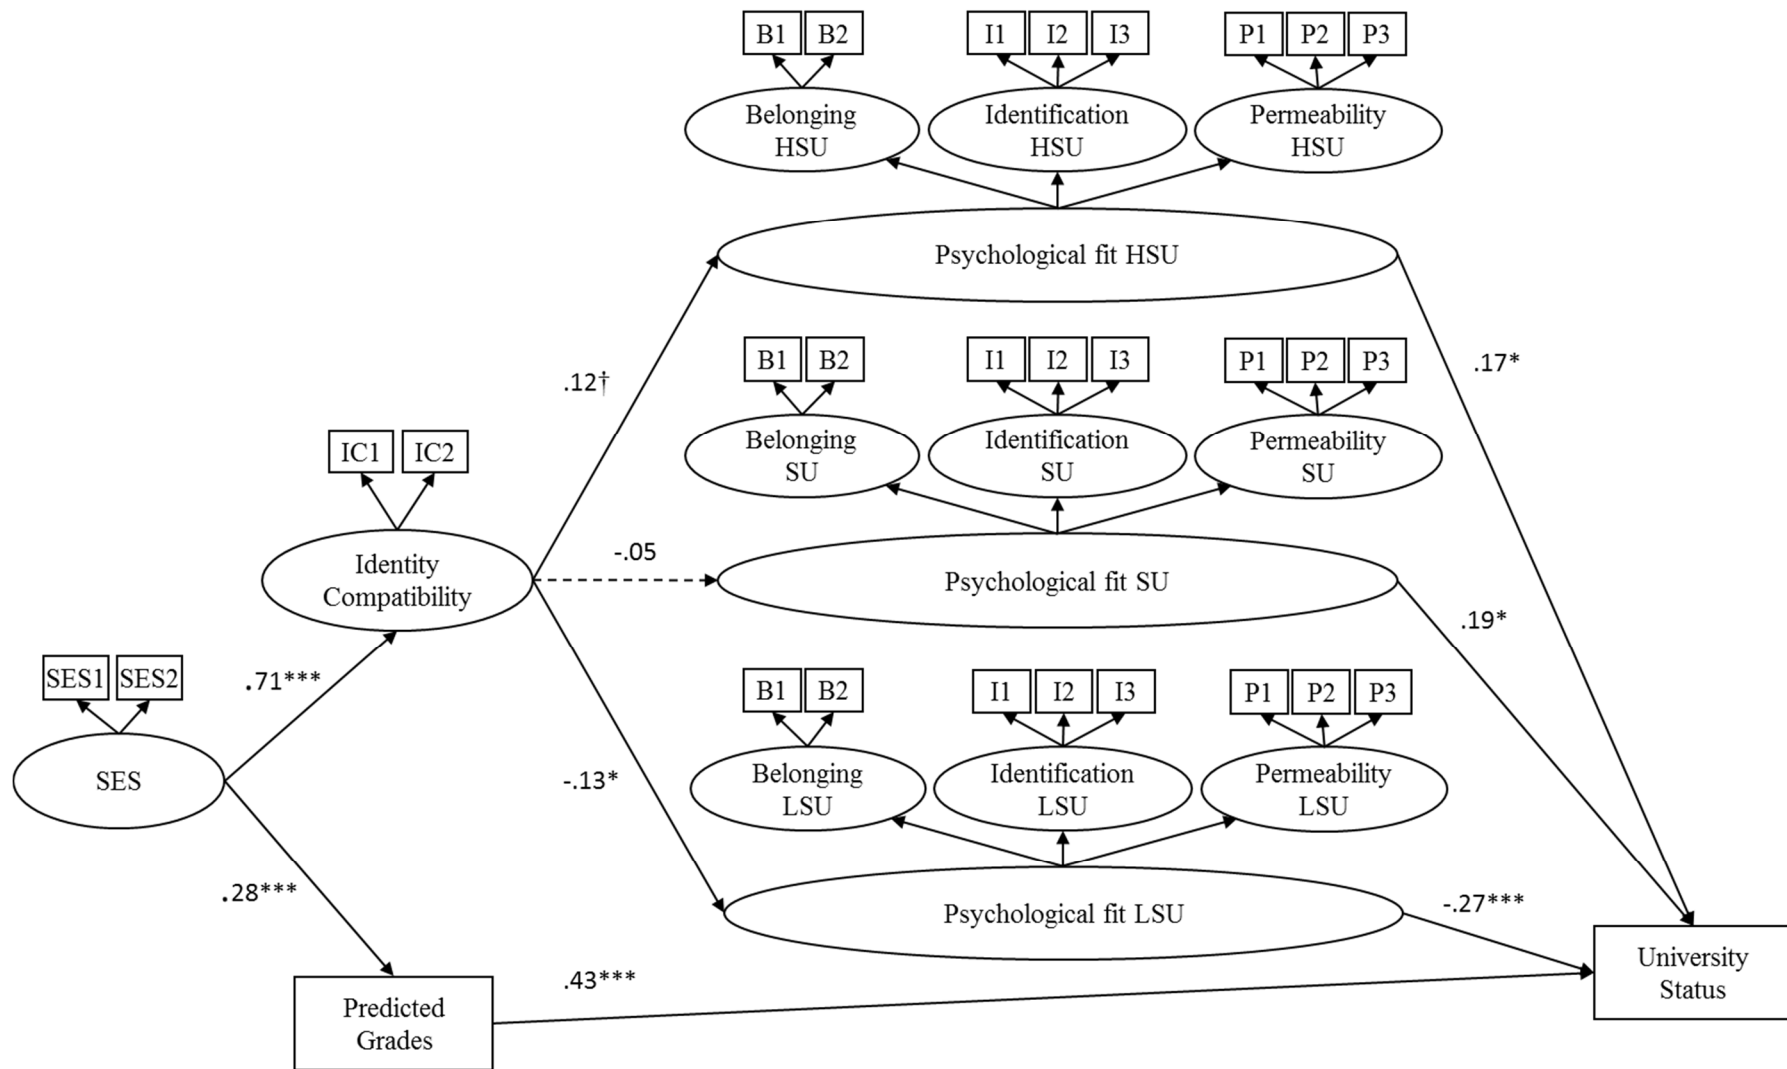 B1 B2 I1 I2 I3 P1 P2 P3
Belonging
HSU
Identification
HSU
Permeability
HSU
Psychological fit HSU
.12†
.17*
B1 B2 I1 I2 I3 P1 P2 P3
Belonging
SU
Identification
SU
Permeability
SU
IC1 IC2
Identity
Compatibility
-.05
Psychological fit SU
.19*
SES1 SES2
.71***
SES
-.13*
B1 B2 I1 I2 I3 P1 P2 P3
Belonging
LSU
Identification
LSU
Permeability
LSU
.28***
Psychological fit LSU
-.27***
Predicted
Grades
.43***
University
Status